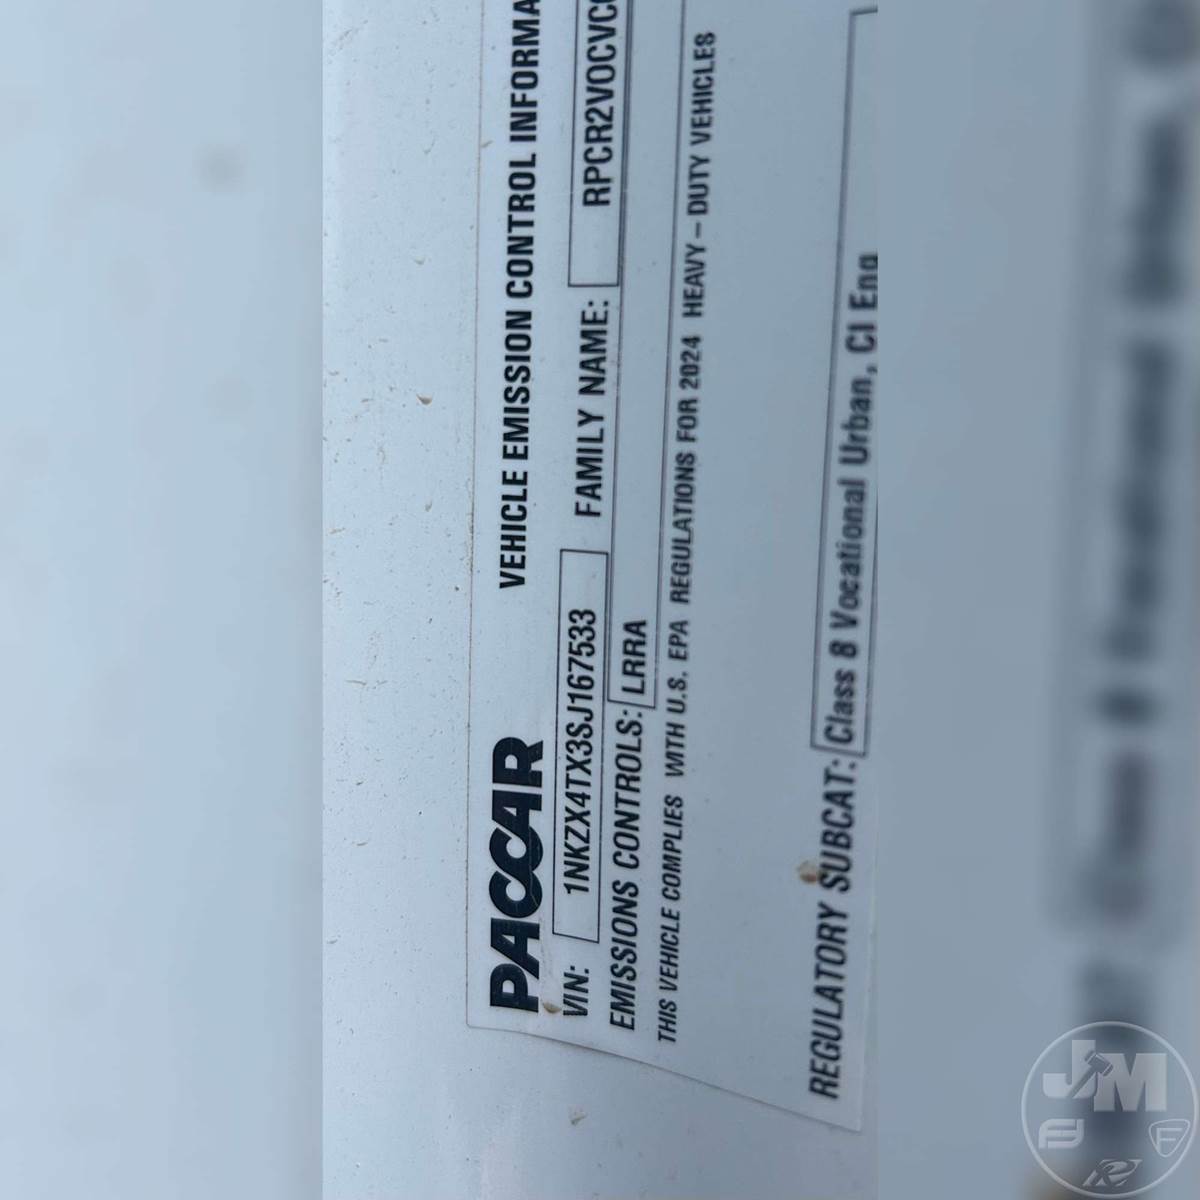 PACCAR
VEHICLE EMISSION CONTROL INFORMA
VIN: 1NKZX4TX3SJ167533 FAMILY NAME: RPCR2VOCVC
EMISSIONS CONTROLS: LRRA
THIS VEHICLE COMPLIES WITH U.S. EPA REGULATIONS FOR 2024 HEAVY – DUTY VEHICLES
REGULATORY SUBCAT: Class 8 Vocational Urban, CI Eng
JM